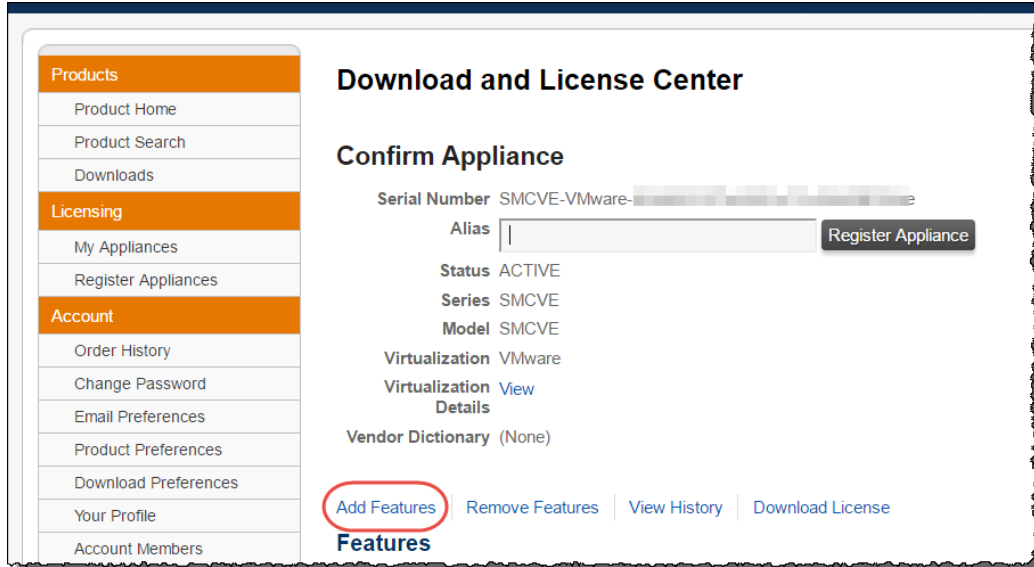 Products
Product Home
Product Search
Downloads
Licensing
My Appliances
Register Appliances
Account
Order History
Change Password
Email Preferences
Product Preferences
Download Preferences
Your Profile
Account Members
Download and License Center
Confirm Appliance
Serial Number SMCVE-VMware-
Alias Register Appliance
Status ACTIVE
Series SMCVE
Model SMCVE
Virtualization VMware
Virtualization View
Details
Vendor Dictionary (None)
Add Features Remove Features View History Download License
Features